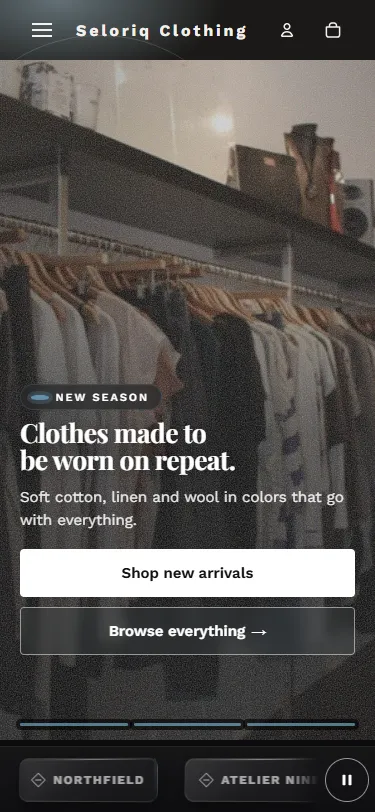 Seloriq Clothing
NEW SEASON
Clothes made to
be worn on repeat.
Soft cotton, linen and wool in colors that go
with everything.
Shop new arrivals
Browse everything →
NORTHFIELD
ATELIER